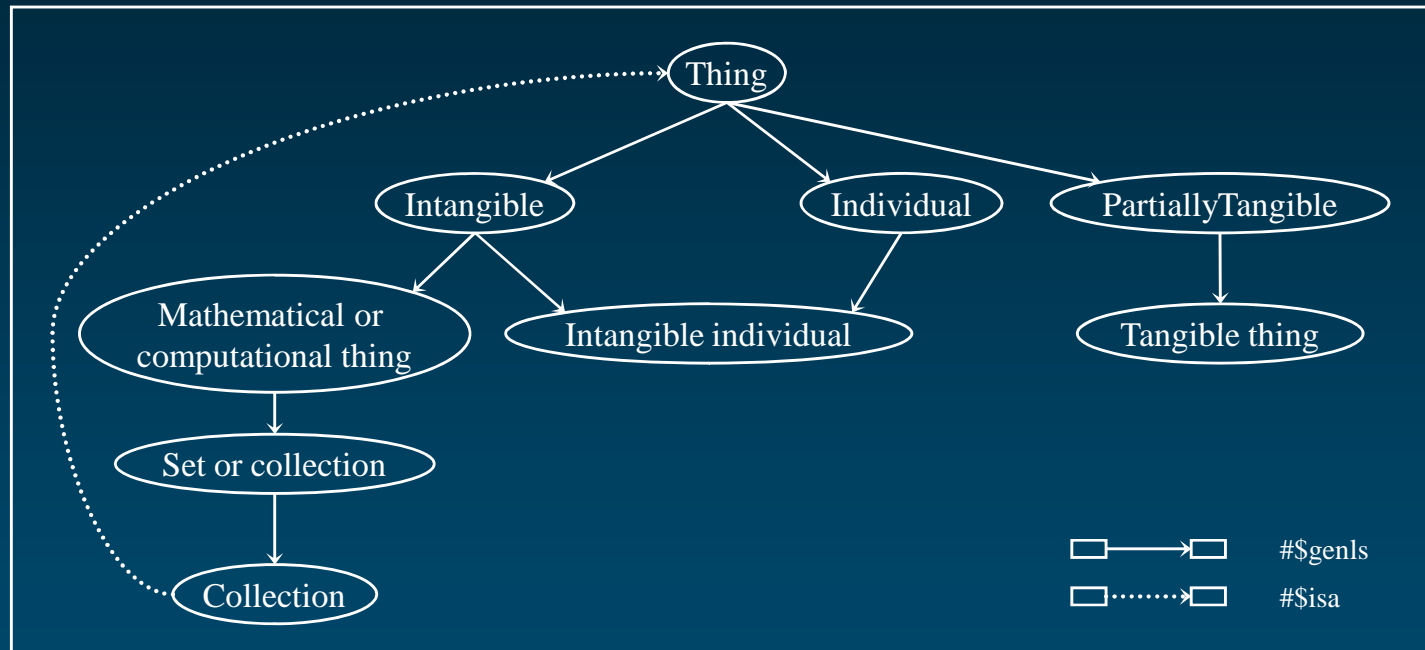 Thing
Intangible
Individual
PartiallyTangible
Mathematical or
computational thing
Intangible individual
Tangible thing
Set or collection
Collection
#$genls
#$isa